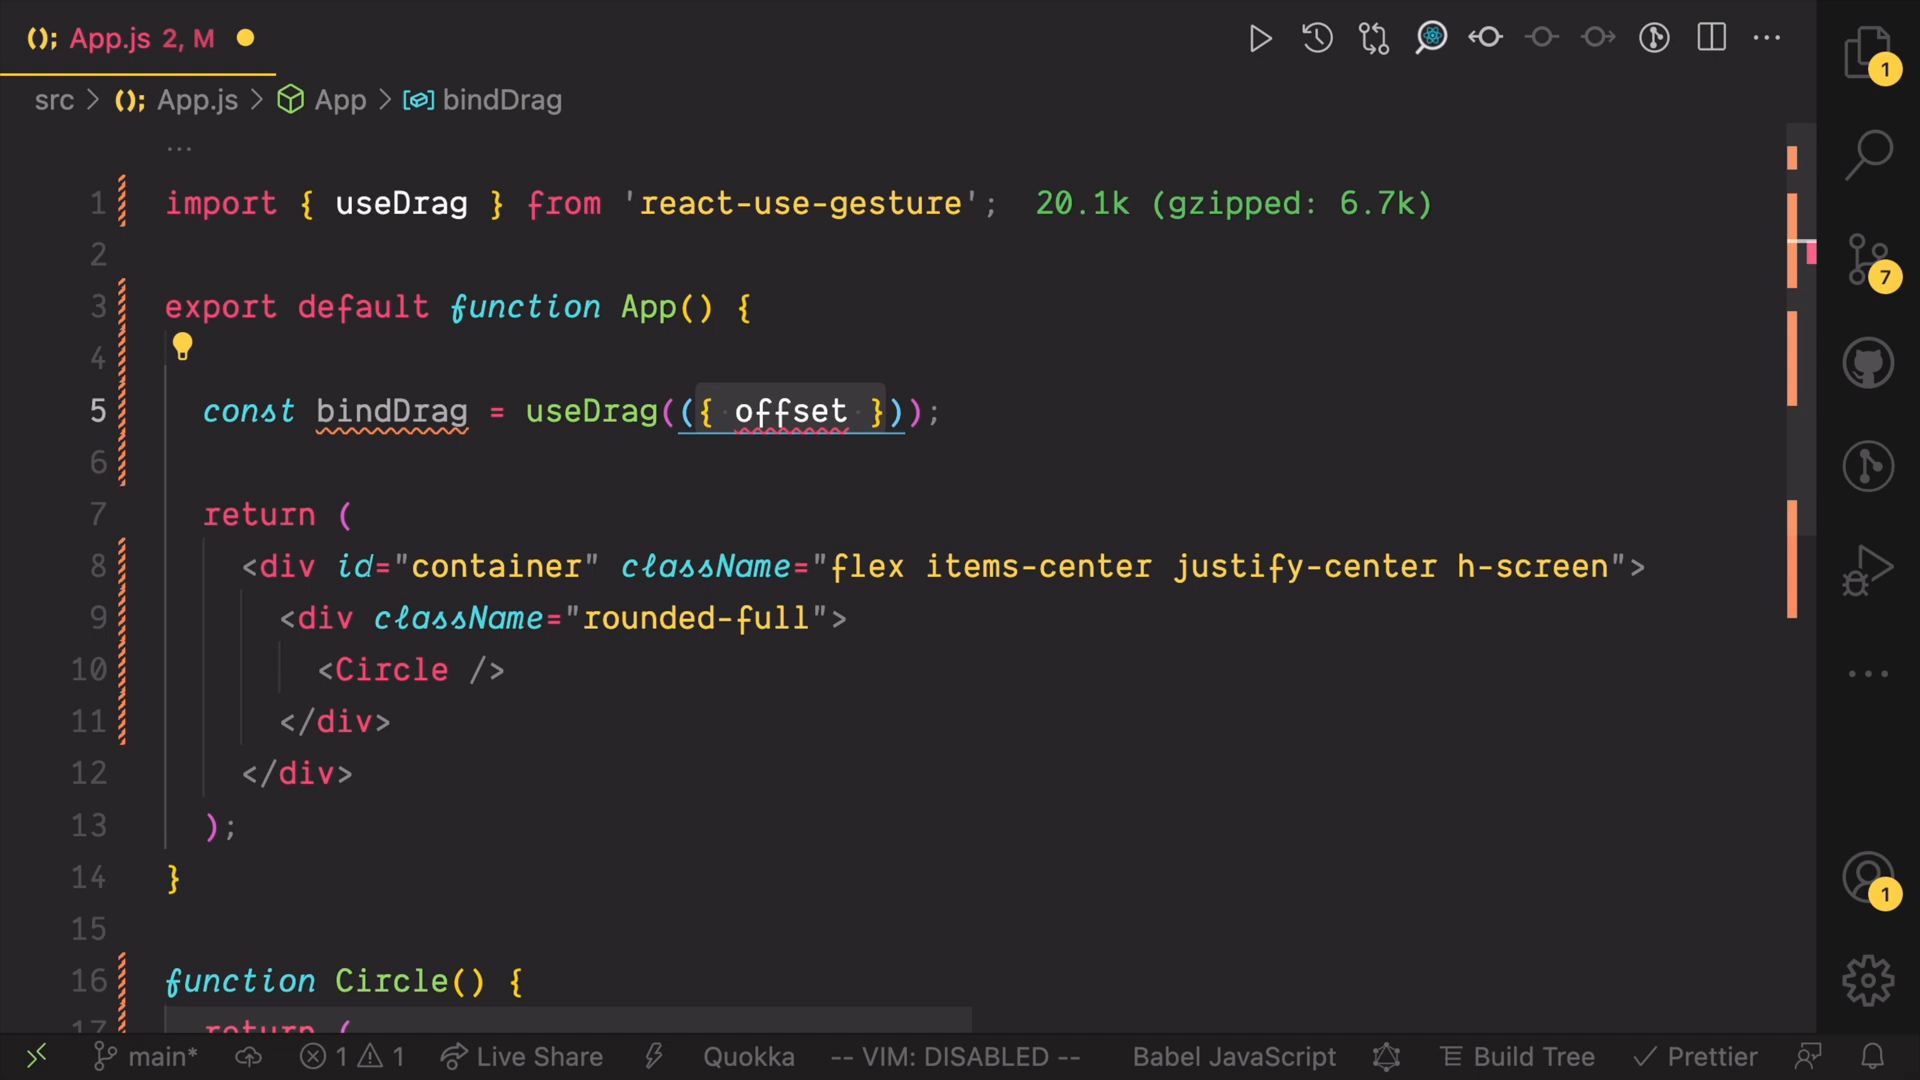 (); App.js 2, M
src > (); App.js > App > bindDrag
...
1 import { useDrag } from 'react-use-gesture'; 20.1k (gzipped: 6.7k)
2
3 export default function App() {
4
5 const bindDrag = useDrag(({ offset }));
6
7 return (
8 <div id="container" className="flex items-center justify-center h-screen">
9 <div className="rounded-full">
10 <Circle />
11 </div>
12 </div>
13 );
14 }
15
16 function Circle() {
17 return (
1
7
1
main* 1 1 Live Share Quokka -- VIM: DISABLED -- Babel JavaScript Build Tree Prettier